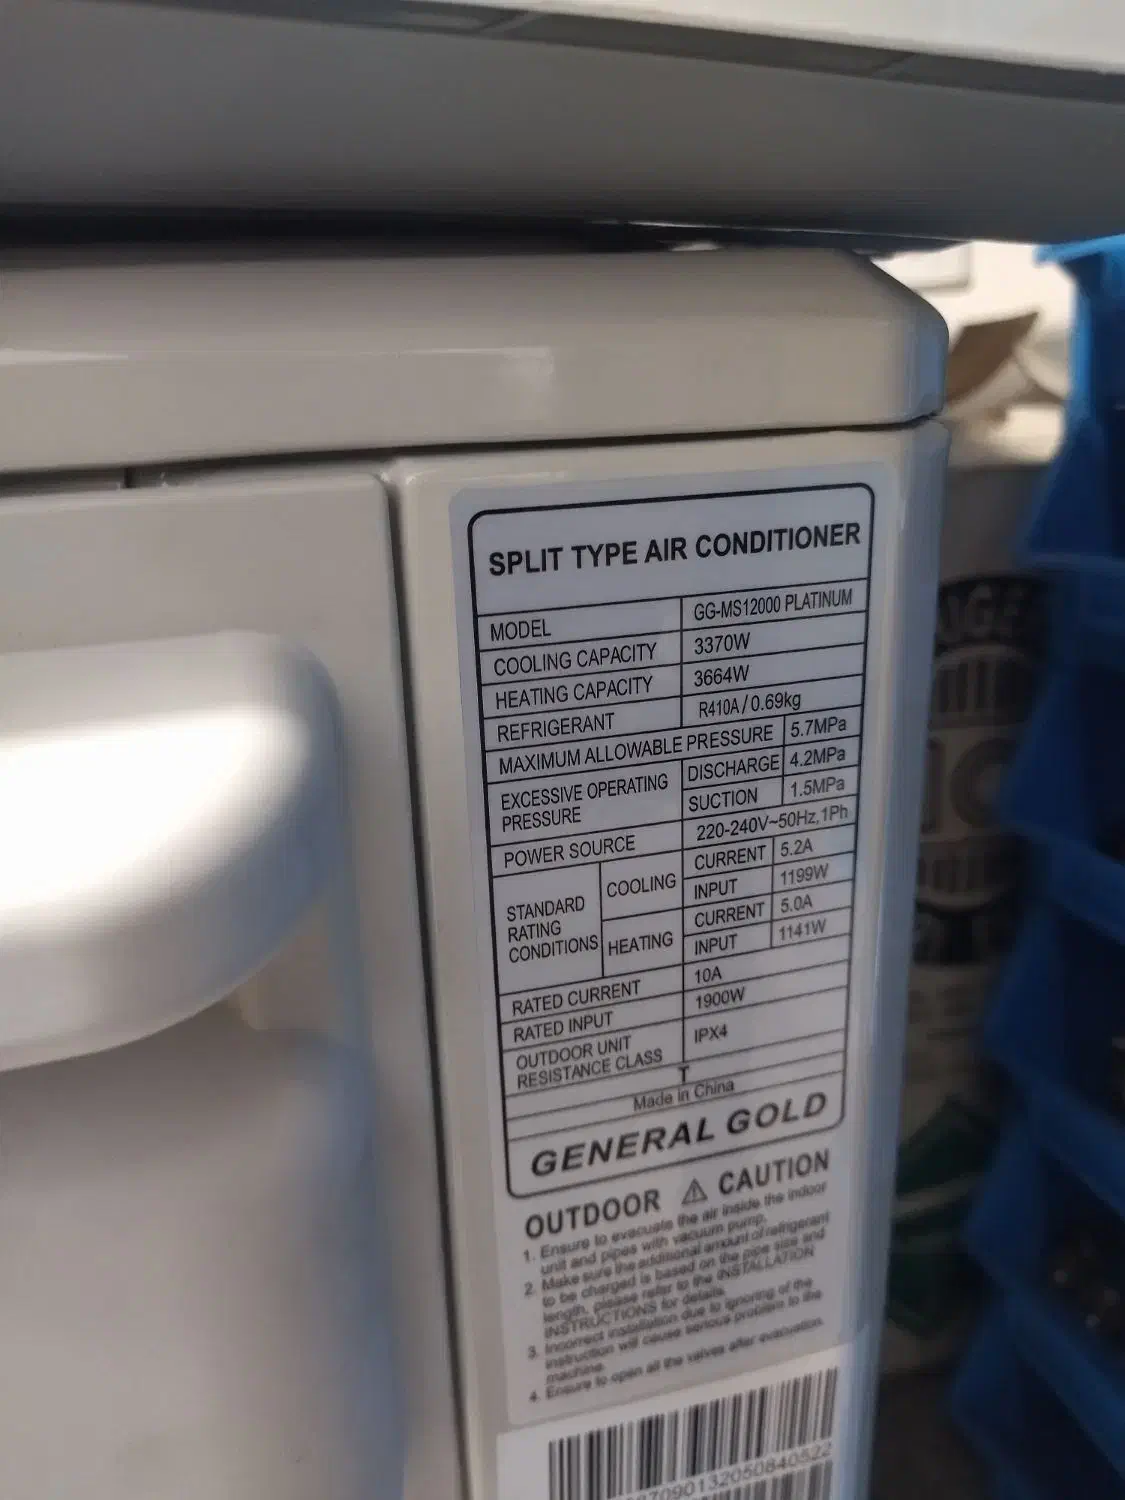 SPLIT TYPE AIR CONDITIONER
MODEL GG-MS12000 PLATINUM
COOLING CAPACITY 3370W
HEATING CAPACITY 3664W
REFRIGERANT R410A / 0.69kg
MAXIMUM ALLOWABLE PRESSURE 5.7MPa
EXCESSIVE OPERATING PRESSURE DISCHARGE 4.2MPa
SUCTION 1.5MPa
POWER SOURCE 220-240V~50Hz, 1Ph
STANDARD RATING CONDITIONS COOLING CURRENT 5.2A
INPUT 1199W
HEATING CURRENT 5.0A
INPUT 1141W
RATED CURRENT 10A
RATED INPUT 1900W
OUTDOOR UNIT RESISTANCE CLASS IPX4
T
Made in China
GENERAL GOLD
OUTDOOR ⚠ CAUTION
1. Ensure to evacuate the air inside the indoor
unit and pipes with vacuum pump.
2. Make sure the additional amount of refrigerant
to be charged is based on the pipe size and
length, please refer to the INSTALLATION
INSTRUCTIONS for details.
3. Incorrect installation due to ignoring of the
instruction will cause serious problem to the
machine.
4. Ensure to open all the valves after evacuation.
709013205084052​2